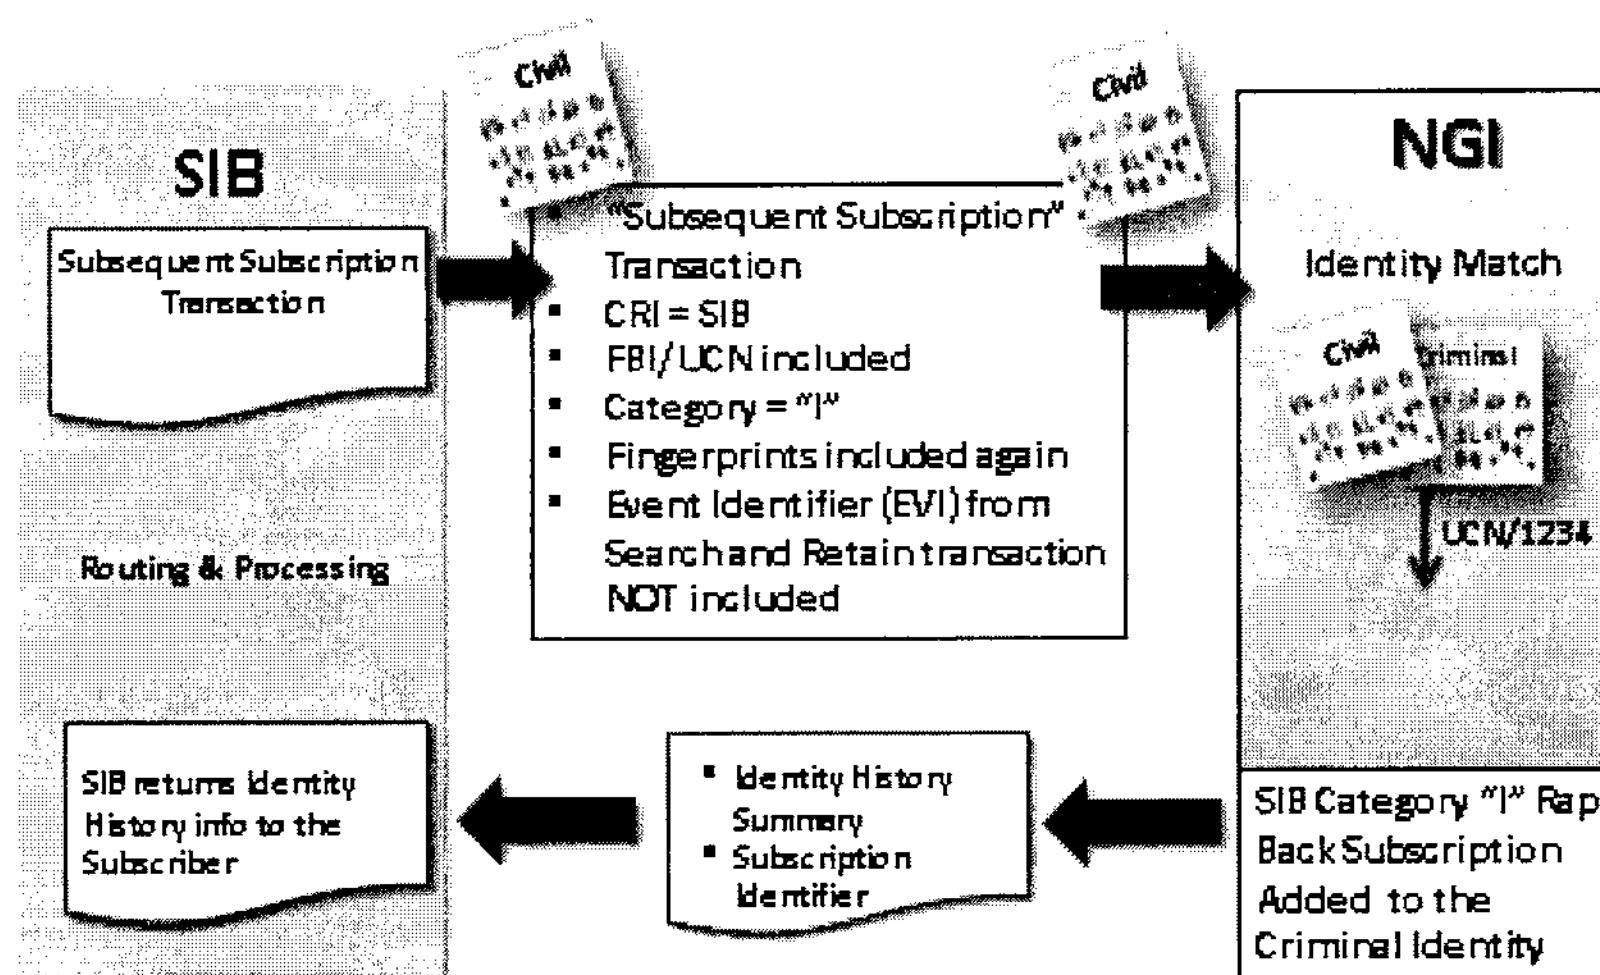 Civil
Civil
SIB
NGI
Subsequent Subscription
Transaction
"Subsequent Subscription"
Transaction
CRI = SIB
FBI/UCN included
Category = "I"
Fingerprints included again
Event Identifier (EVI) from
Search and Retain transaction
NOT included
Identity Match
Civil
Criminal
UCN/1234
Routing & Processing
SIB returns Identity
History info to the
Subscriber
Identity History
Summary
Subscription
Identifier
SIB Category "I" Rap
Back Subscription
Added to the
Criminal Identity